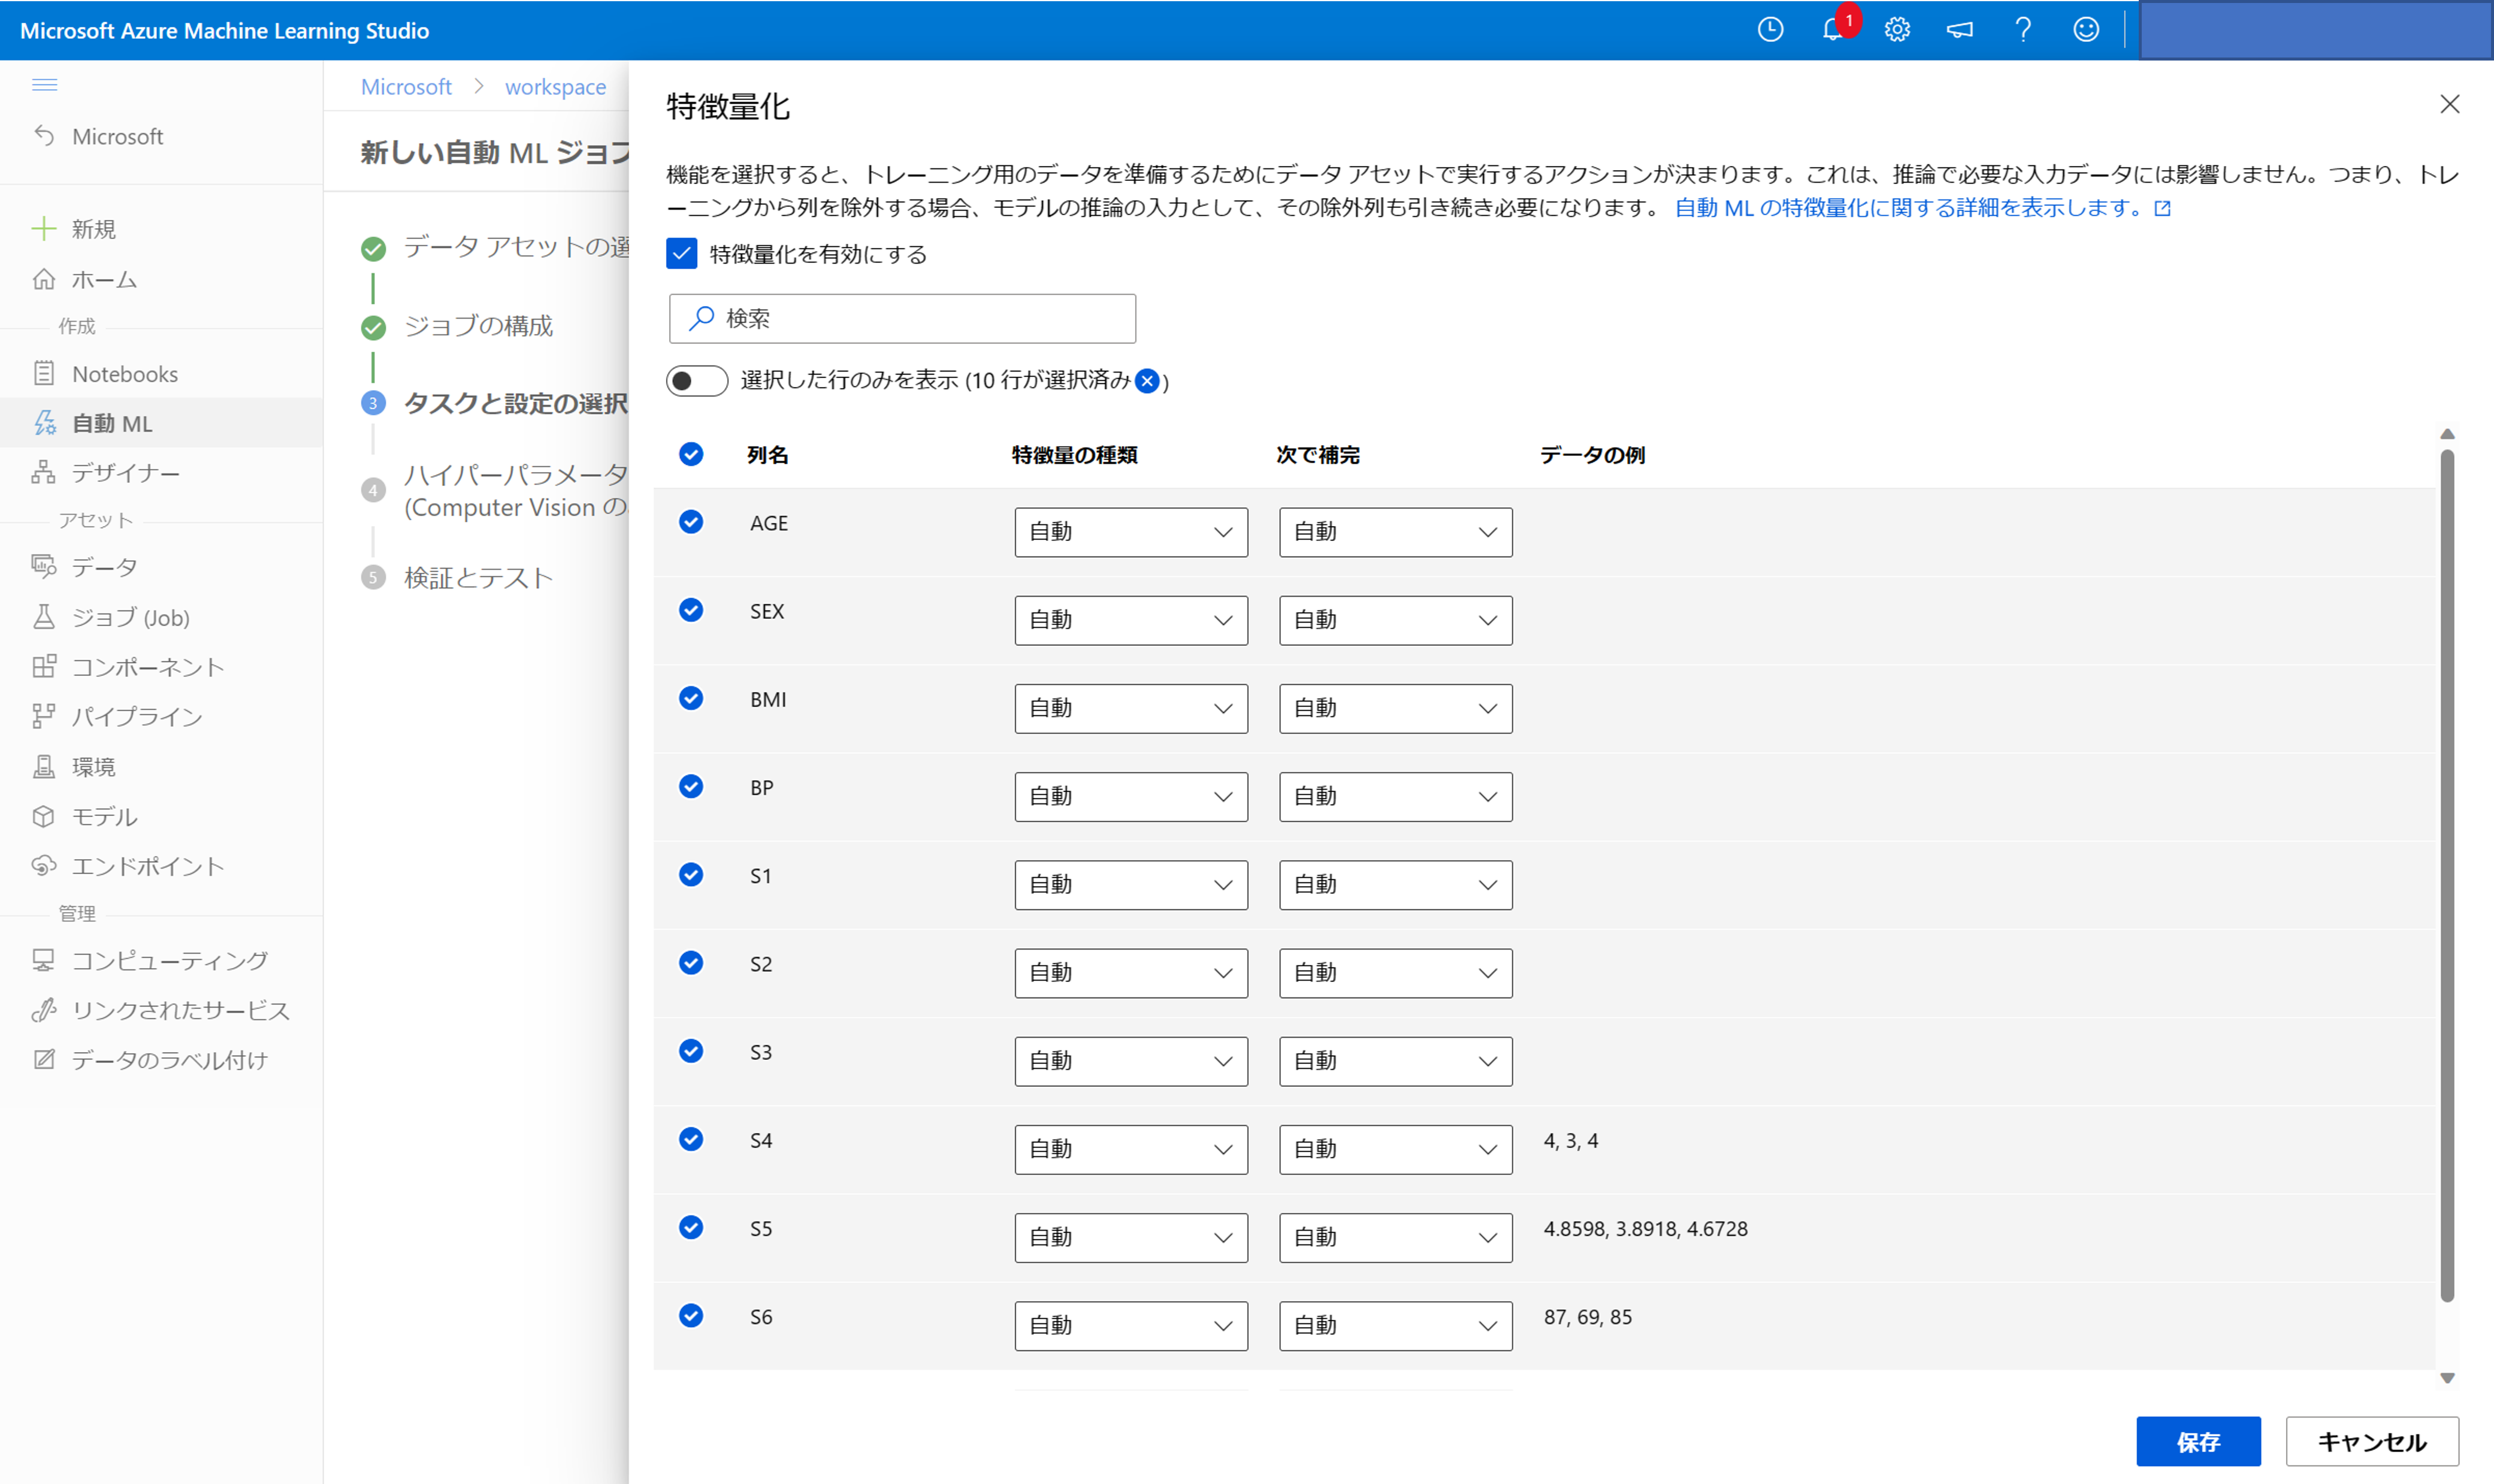 Microsoft Azure Machine Learning Studio
1
Microsoft
新規
ホーム
作成
Notebooks
自動 ML
デザイナー
アセット
データ
ジョブ (Job)
コンポーネント
パイプライン
環境
モデル
エンドポイント
管理
コンピューティング
リンクされたサービス
データのラベル付け
Microsoft > workspace
新しい自動 ML ジョブ
データ アセットの選
ジョブの構成
3 タスクと設定の選択
4 ハイパーパラメータ
(Computer Vision の
5 検証とテスト
特徴量化
機能を選択すると、トレーニング用のデータを準備するためにデータ アセットで実行するアクションが決まります。これは、推論で必要な入力データには影響しません。つまり、トレ
ーニングから列を除外する場合、モデルの推論の入力として、その除外列も引き続き必要になります。 自動 ML の特徴量化に関する詳細を表示します。
特徴量化を有効にする
検索
選択した行のみを表示 (10 行が選択済み )
列名 特徴量の種類 次で補完 データの例
AGE 自動 自動
SEX 自動 自動
BMI 自動 自動
BP 自動 自動
S1 自動 自動
S2 自動 自動
S3 自動 自動
S4 自動 自動 4, 3, 4
S5 自動 自動 4.8598, 3.8918, 4.6728
S6 自動 自動 87, 69, 85
保存 キャンセル